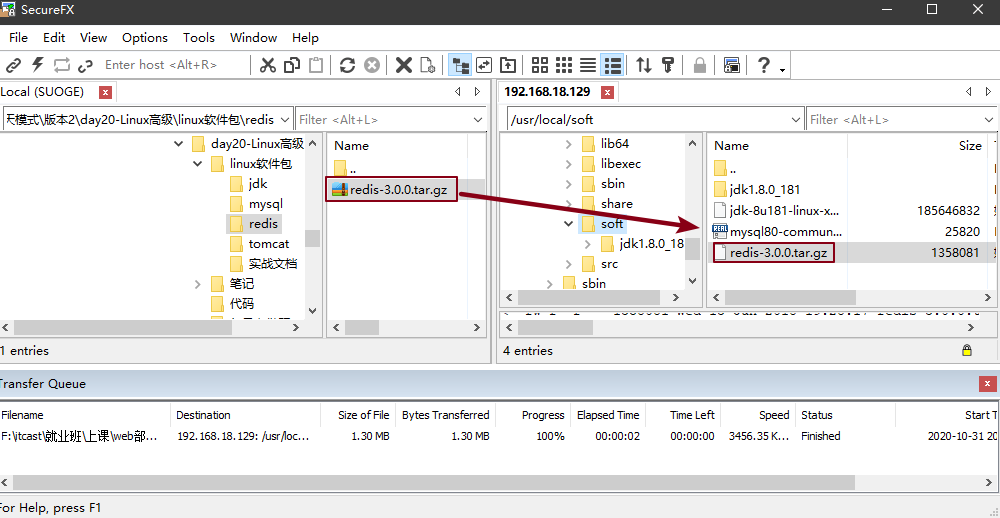 SecureFX
File Edit View Options Tools Window Help
Enter host <Alt+R>
Local (SUOGE)
192.168.18.129
天模式\版本2\day20-Linux高级\linux软件包\redis
Filter <Alt+L>
/usr/local/soft
Filter <Alt+L>
day20-Linux高级
linux软件包
jdk
mysql
redis
tomcat
实战文档
笔记
代码
Name
..
redis-3.0.0.tar.gz
lib64
libexec
sbin
share
soft
jdk1.8.0_18
src
sbin
Name Size
..
jdk1.8.0_181
jdk-8u181-linux-x... 185646832
mysql80-commun... 25820
redis-3.0.0.tar.gz 1358081
1 entries
4 entries
Transfer Queue
Filename Destination Size of File Bytes Transferred Progress Elapsed Time Time Left Speed Status Start T
F:\itcast\就业班\上课\web部... 192.168.18.129: /usr/loc... 1.30 MB 1.30 MB 100% 00:00:02 00:00:00 3456.35 K... Finished 2020-10-31 20
For Help, press F1